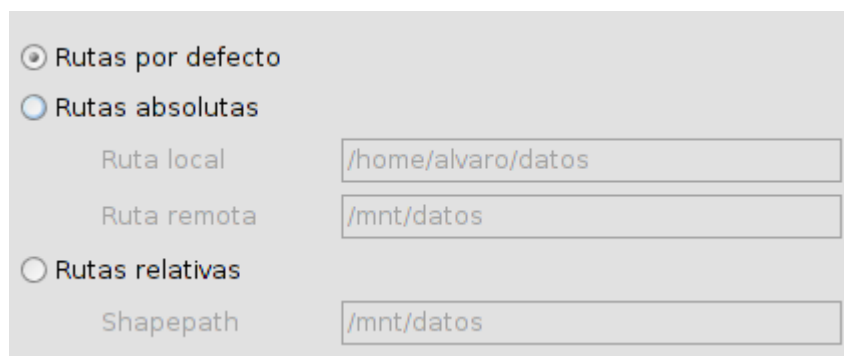 Rutas por defecto
Rutas absolutas
Ruta local /home/alvaro/datos
Ruta remota /mnt/datos
Rutas relativas
Shapepath /mnt/datos